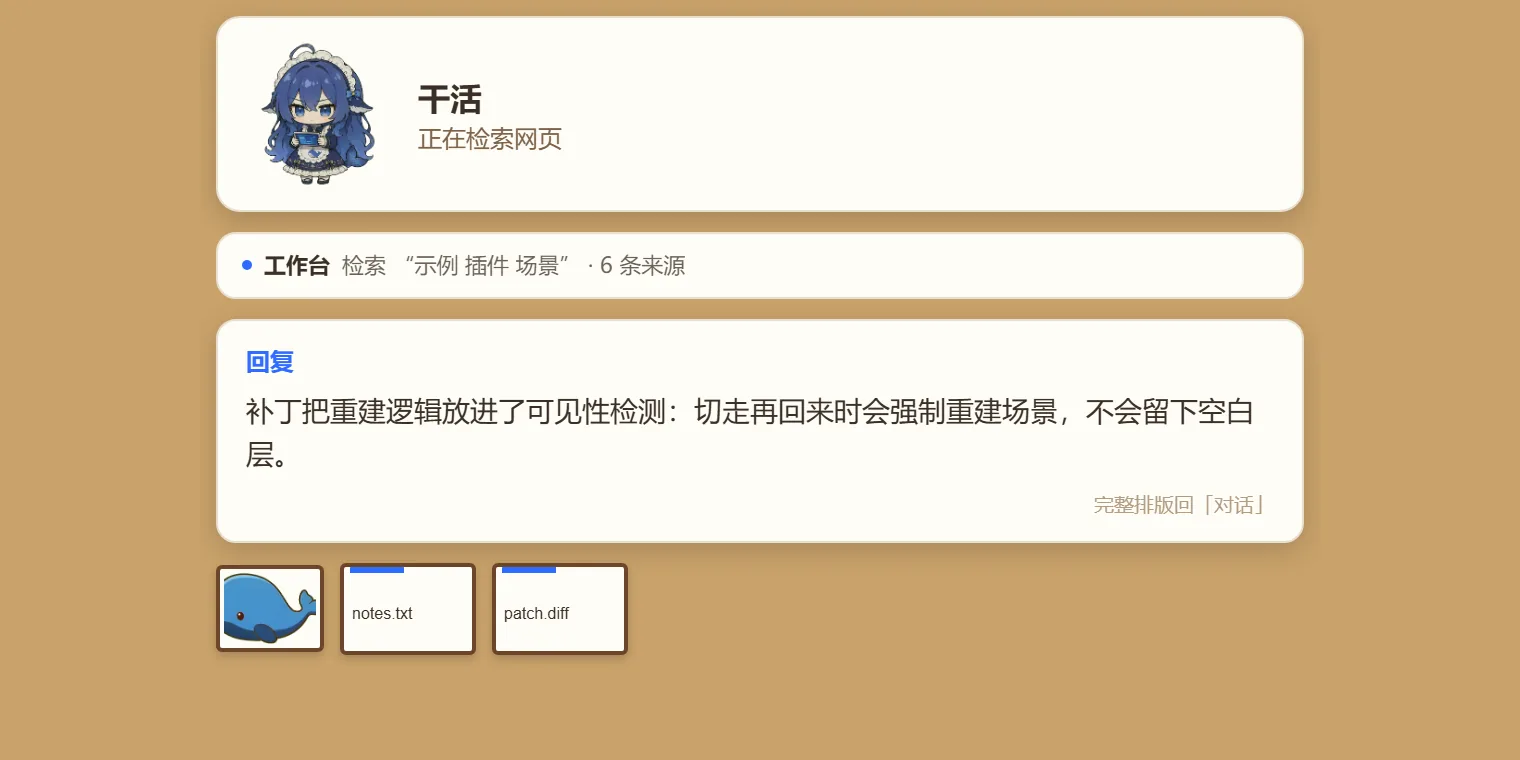 干活
正在检索网页
工作台 检索 “示例 插件 场景” · 6 条来源
回复
补丁把重建逻辑放进了可见性检测：切走再回来时会强制重建场景，不会留下空白
层。
完整排版回「对话」
notes.txt
patch.diff